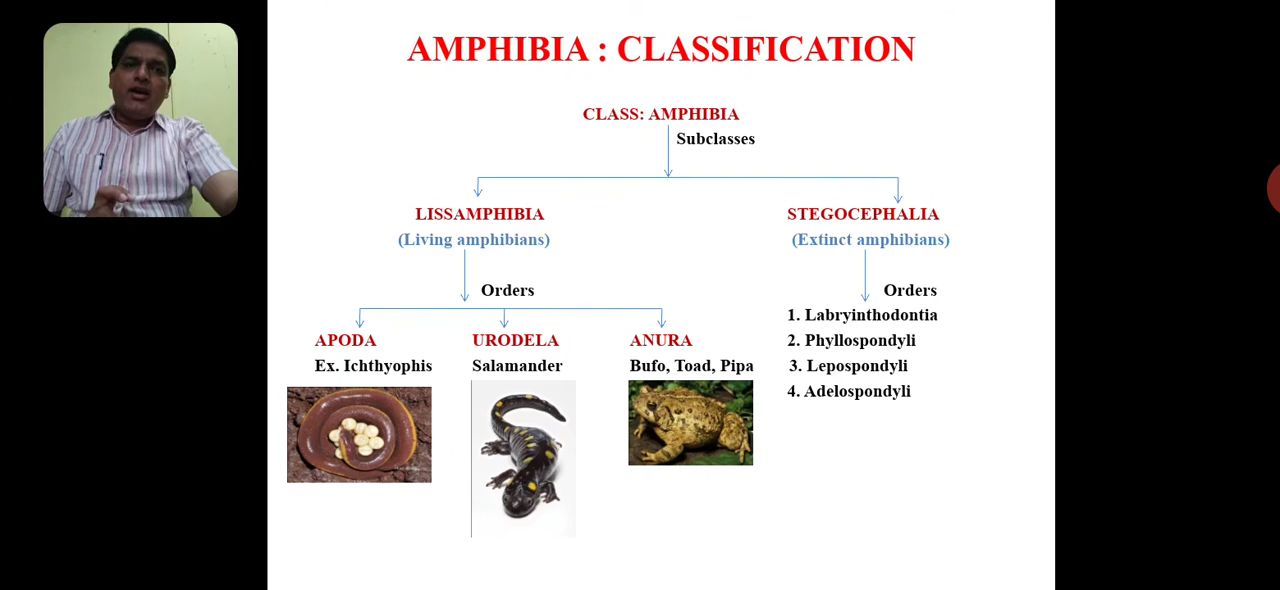 AMPHIBIA : CLASSIFICATION
CLASS: AMPHIBIA
Subclasses
LISSAMPHIBIA
(Living amphibians)
Orders
APODA
Ex. Ichthyophis
URODELA
Salamander
ANURA
Bufo, Toad, Pipa
STEGOCEPHALIA
(Extinct amphibians)
Orders
1. Labryinthodontia
2. Phyllospondyli
3. Lepospondyli
4. Adelospondyli